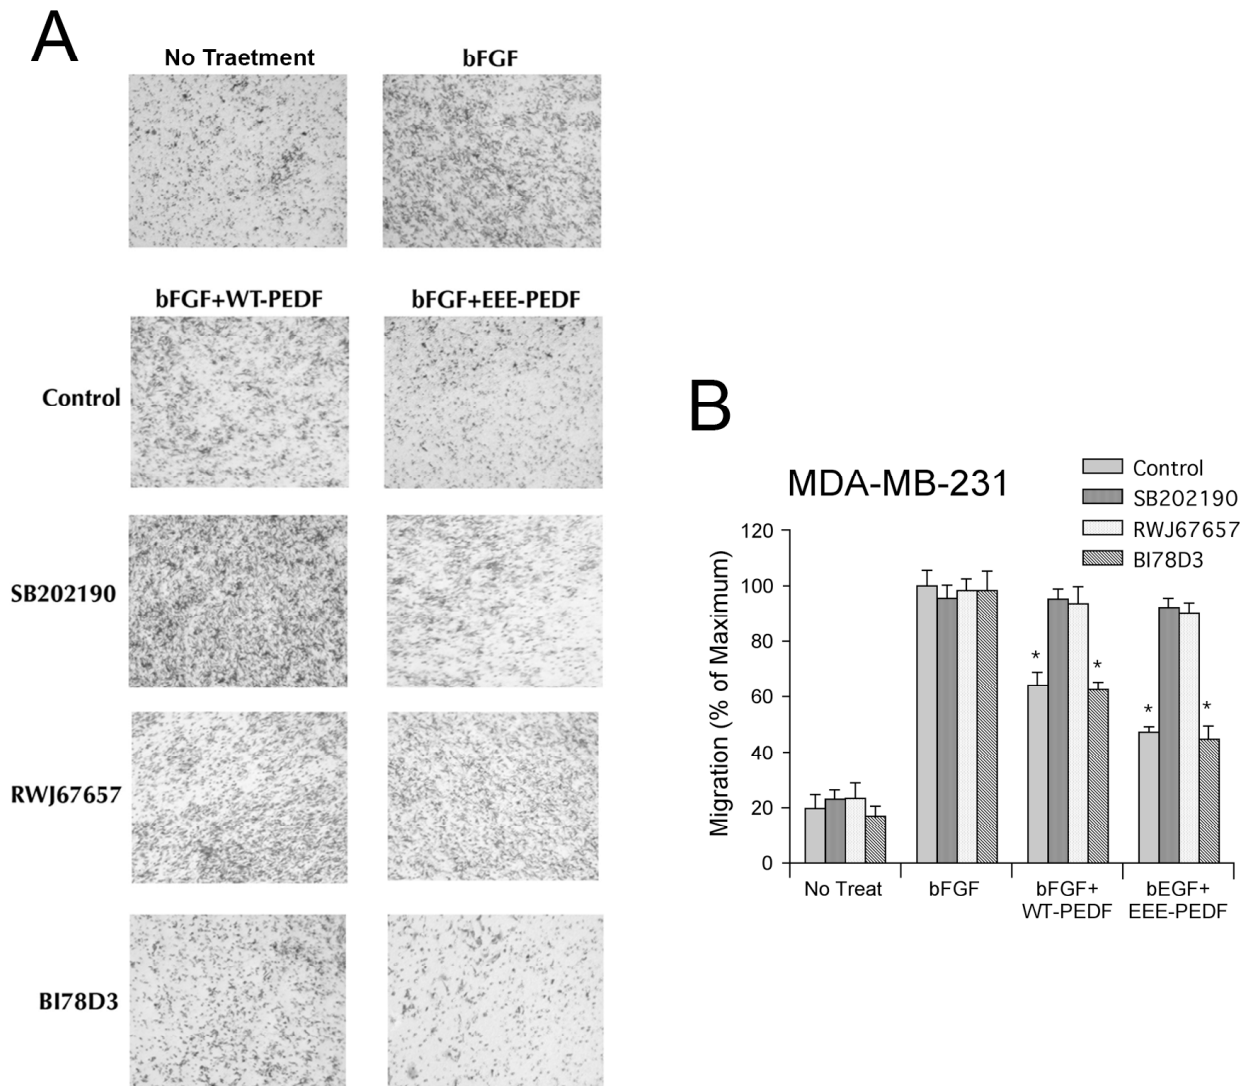 A
No Traetment
bFGF
bFGF+WT-PEDF
bFGF+EEE-PEDF
Control
SB202190
RWJ67657
BI78D3
B
MDA-MB-231
Control
SB202190
RWJ67657
BI78D3
Migration (% of Maximum)
120
100
80
60
40
20
0
*
*
*
*
No Treat
bFGF
bFGF+
WT-PEDF
bEGF+
EEE-PEDF